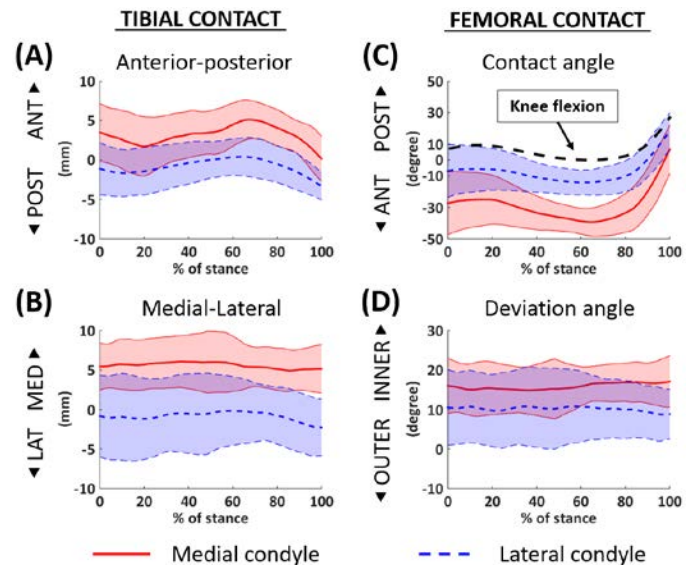 TIBIAL CONTACT
FEMORAL CONTACT
(A)
Anterior-posterior
◄ POST ANT ►
(mm)
10
5
0
-5
-10
0 20 40 60 80 100
% of stance
(C)
Contact angle
Knee flexion
◄ ANT POST ►
(degree)
50
30
10
-10
-30
-50
0 20 40 60 80 100
% of stance
(B)
Medial-Lateral
◄ LAT MED ►
(mm)
10
5
0
-5
-10
0 20 40 60 80 100
% of stance
(D)
Deviation angle
◄ OUTER INNER ►
(degree)
30
20
10
0
-10
0 20 40 60 80 100
% of stance
Medial condyle
Lateral condyle